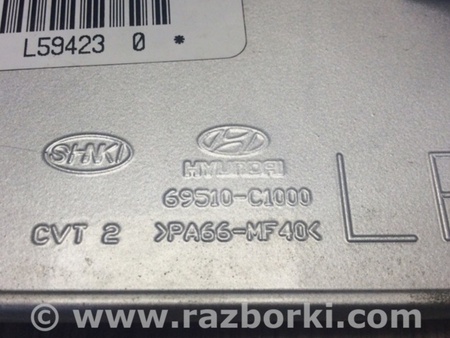 L59423 0 *
SHKI
HYUNDAI
69510-C1000
CVT 2 >PA66-MF40<
© www.razborki.com